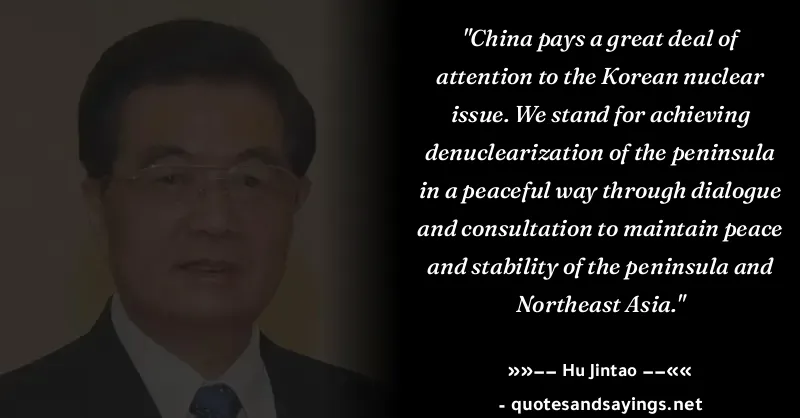 "China pays a great deal of
attention to the Korean nuclear
issue. We stand for achieving
denuclearization of the peninsula
in a peaceful way through dialogue
and consultation to maintain peace
and stability of the peninsula and
Northeast Asia."
»»–– Hu Jintao ––««
- quotesandsayings.net